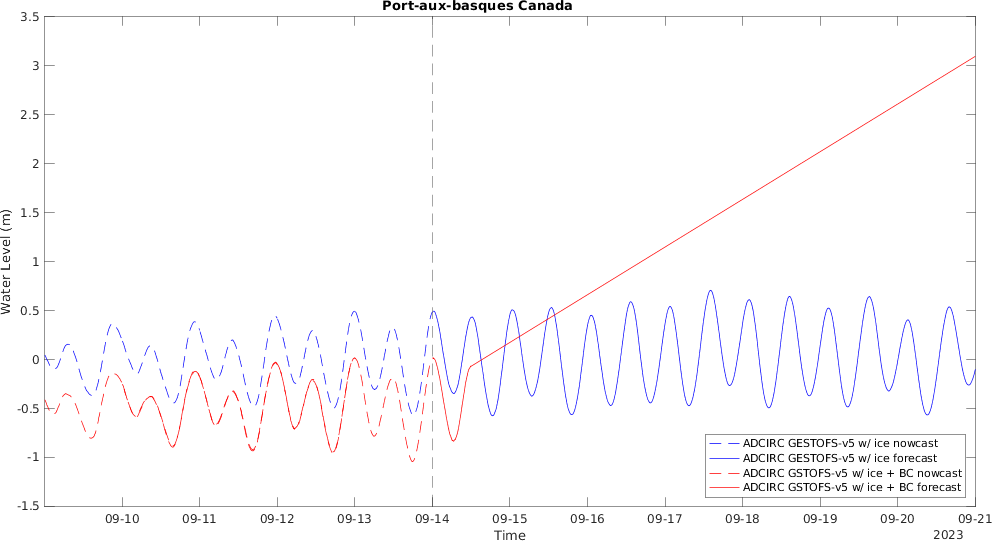 Port-aux-basques Canada
3.5
3
2.5
2
1.5
1
0.5
0
-0.5
-1
-1.5
Water Level (m)
ADCIRC GESTOFS-v5 w/ ice nowcast
ADCIRC GESTOFS-v5 w/ ice forecast
ADCIRC GSTOFS-v5 w/ ice + BC nowcast
ADCIRC GSTOFS-v5 w/ ice + BC forecast
09-10 09-11 09-12 09-13 09-14 09-15 09-16 09-17 09-18 09-19 09-20 09-21
Time
2023